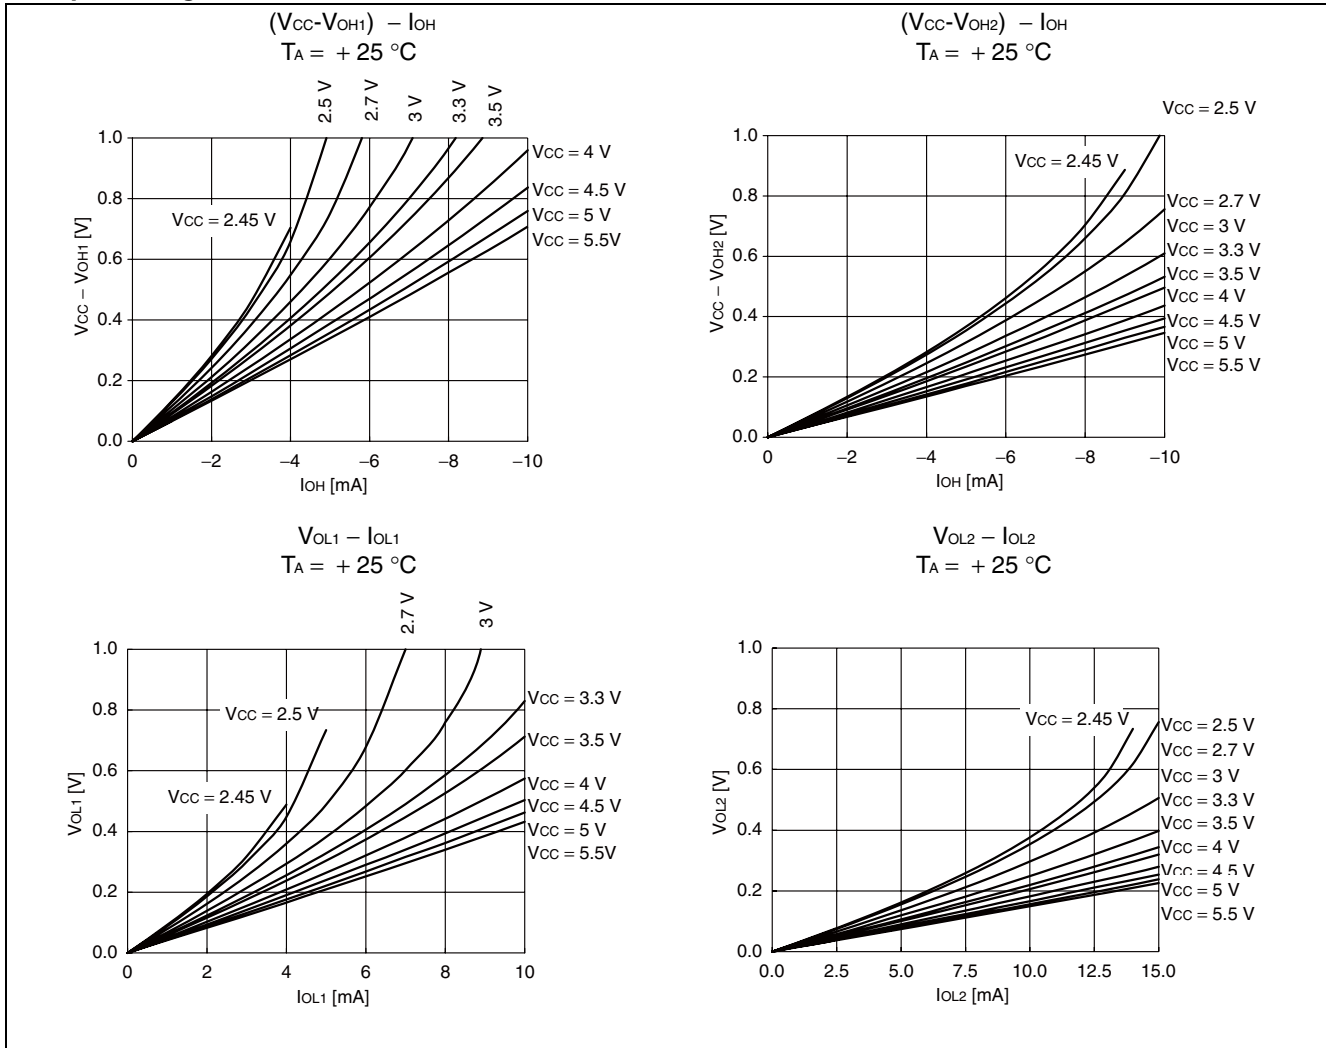 (VCC-VOH1) − IOH
TA = + 25 °C
2.5 V
2.7 V
3 V
3.3 V
3.5 V
1.0
0.8
0.6
0.4
0.2
0.0
VCC − VOH1 [V]
VCC = 2.45 V
VCC = 4 V
VCC = 4.5 V
VCC = 5 V
VCC = 5.5V
0 −2 −4 −6 −8 −10
IOH [mA]
(VCC-VOH2) − IOH
TA = + 25 °C
VCC = 2.5 V
1.0
0.8
0.6
0.4
0.2
0.0
VCC − VOH2 [V]
VCC = 2.45 V
VCC = 2.7 V
VCC = 3 V
VCC = 3.3 V
VCC = 3.5 V
VCC = 4 V
VCC = 4.5 V
VCC = 5 V
VCC = 5.5 V
0 −2 −4 −6 −8 −10
IOH [mA]
VOL1 − IOL1
TA = + 25 °C
2.7 V
3 V
1.0
0.8
0.6
0.4
0.2
0.0
VOL1 [V]
VCC = 2.5 V
VCC = 2.45 V
VCC = 3.3 V
VCC = 3.5 V
VCC = 4 V
VCC = 4.5 V
VCC = 5 V
VCC = 5.5V
0 2 4 6 8 10
IOL1 [mA]
VOL2 − IOL2
TA = + 25 °C
1.0
0.8
0.6
0.4
0.2
0.0
VOL2 [V]
VCC = 2.45 V
VCC = 2.5 V
VCC = 2.7 V
VCC = 3 V
VCC = 3.3 V
VCC = 3.5 V
VCC = 4 V
VCC = 4.5 V
VCC = 5 V
VCC = 5.5 V
0.0 2.5 5.0 7.5 10.0 12.5 15.0
IOL2 [mA]